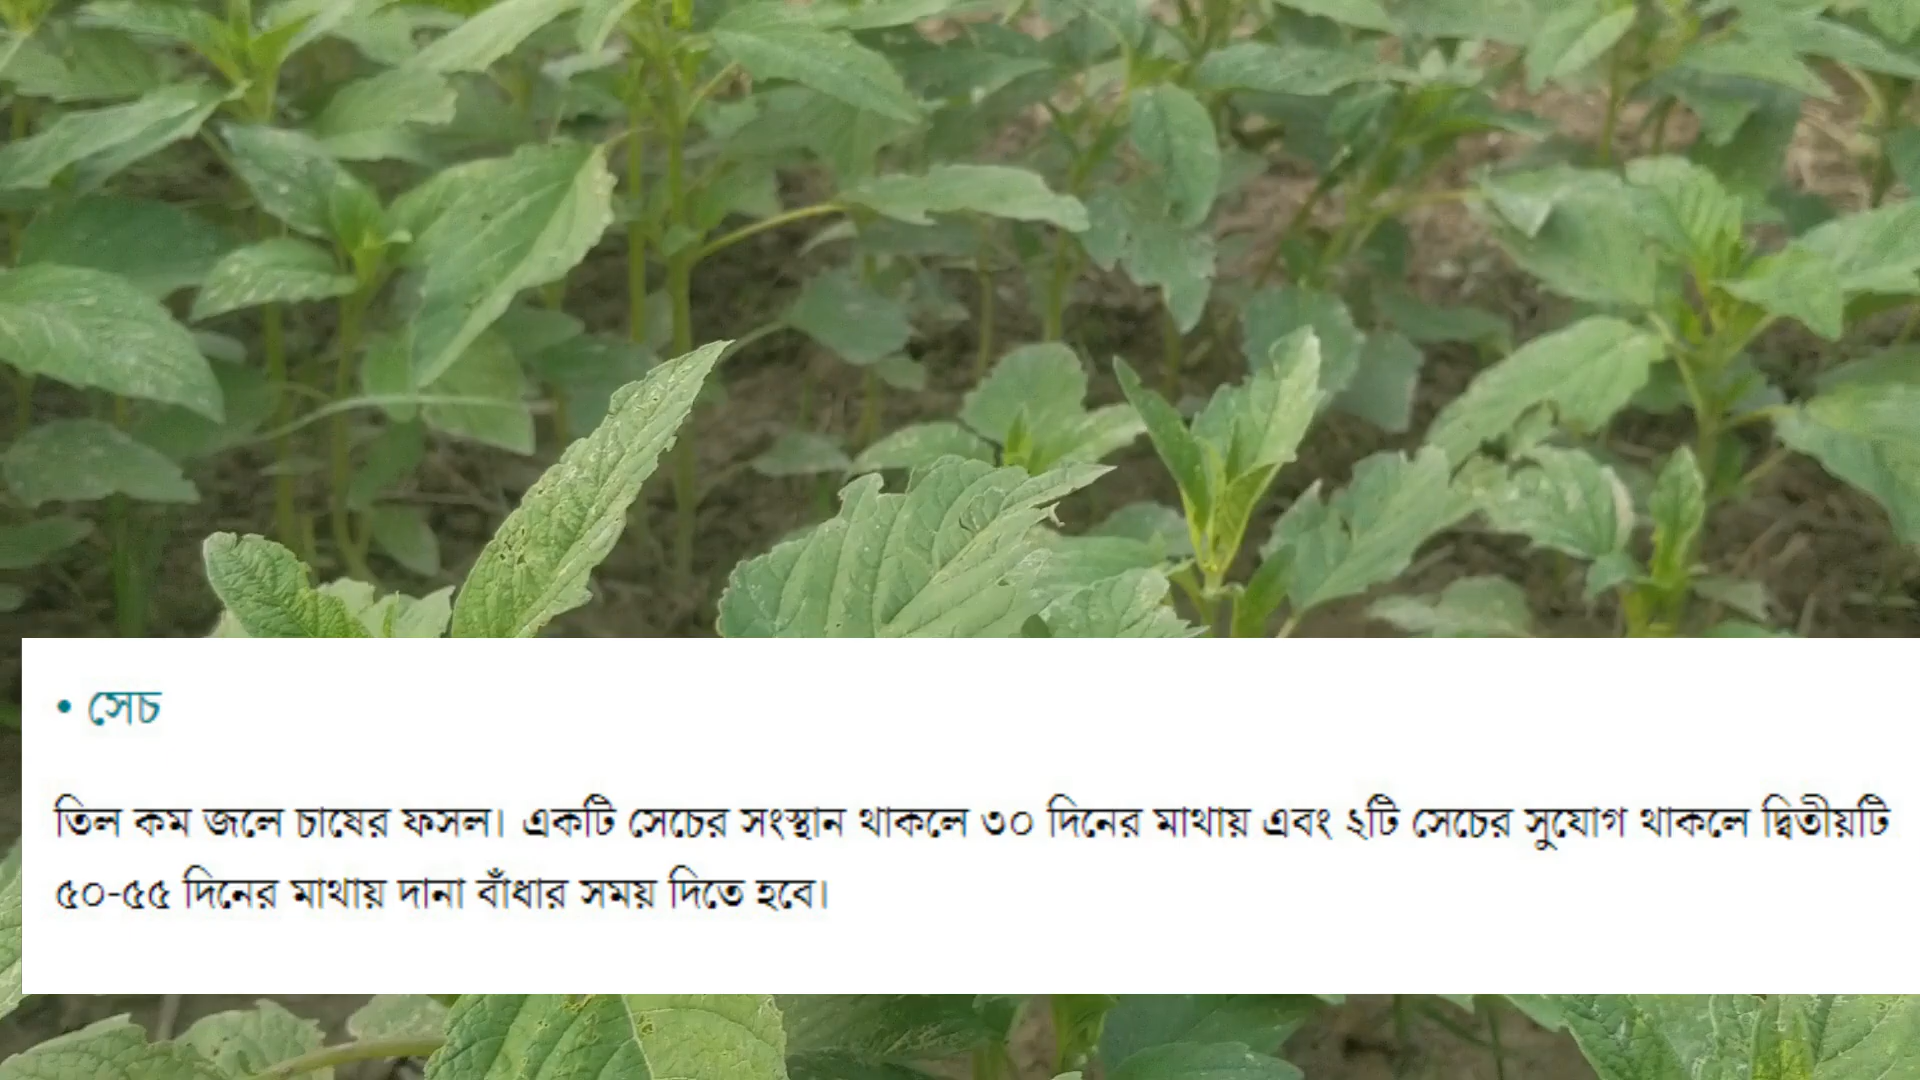 • সেচ
তিল কম জলে চাষের ফসল। একটি সেচের সংস্থান থাকলে ৩০ দিনের মাথায় এবং ২টি সেচের সুযোগ থাকলে দ্বিতীয়টি
৫০-৫৫ দিনের মাথায় দানা বাঁধার সময় দিতে হবে।